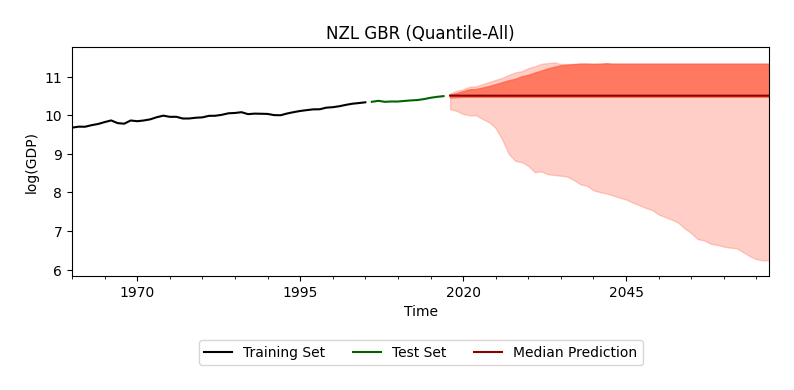 NZL GBR (Quantile-All)
log(GDP)
11
10
9
8
7
6
1970
1995
2020
2045
Time
Training Set
Test Set
Median Prediction